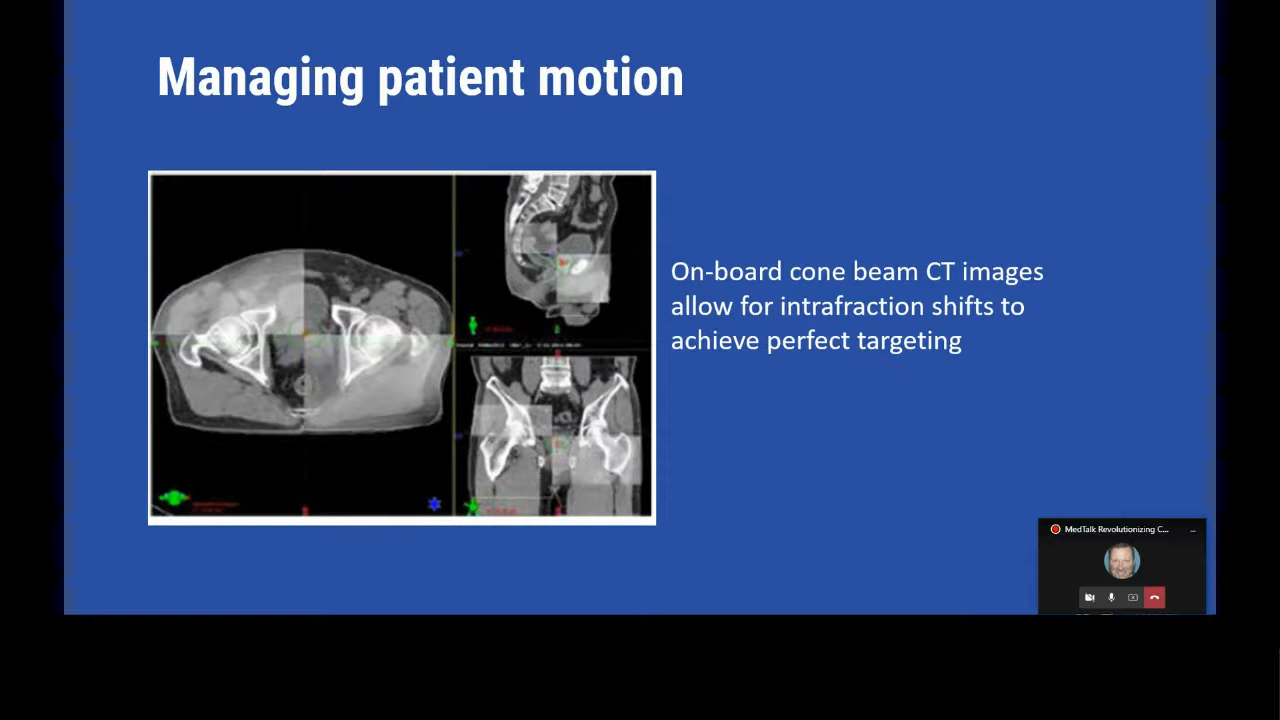 Managing patient motion
On-board cone beam CT images
allow for intrafraction shifts to
achieve perfect targeting
MedTalk Revolutionizing C...